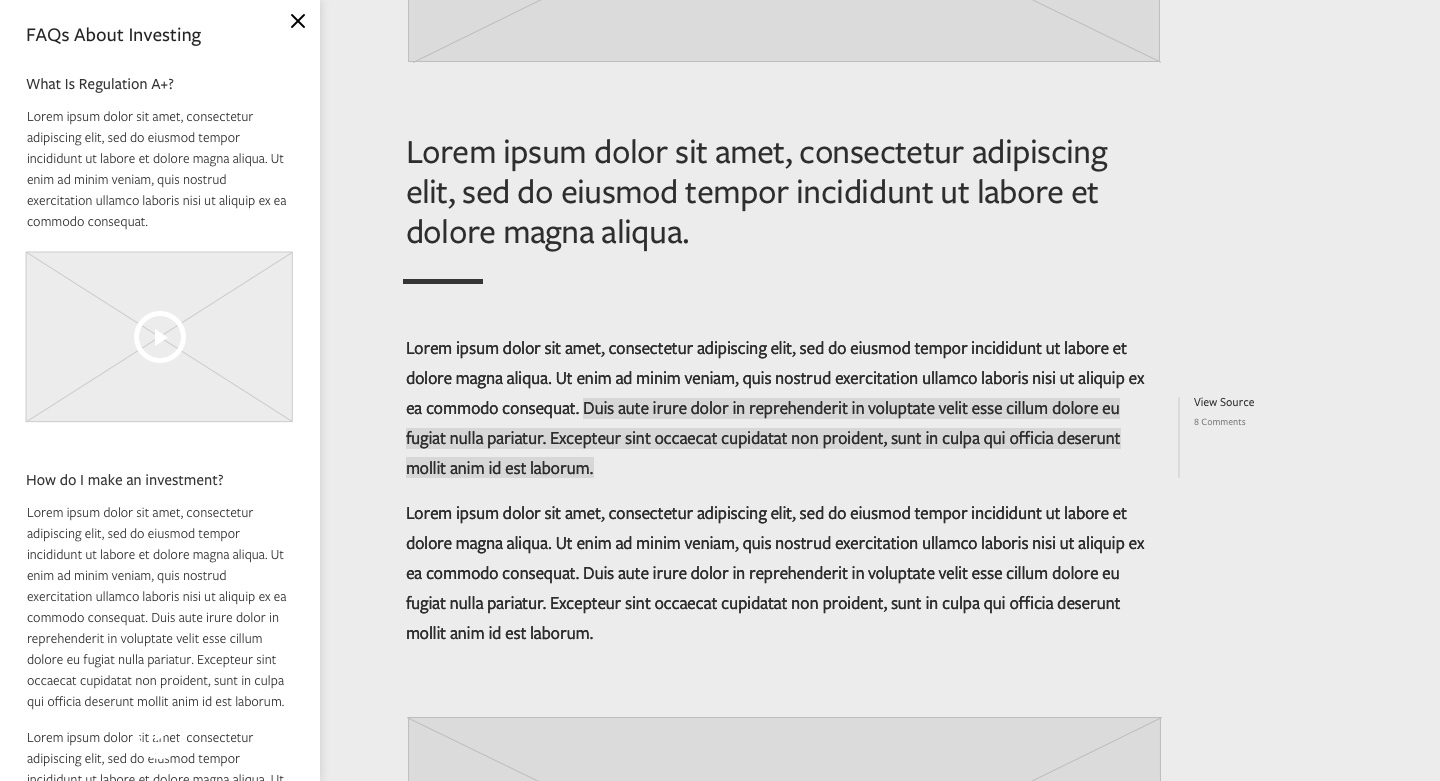 FAQs About Investing
What Is Regulation A+?
Lorem ipsum dolor sit amet, consectetur
adipiscing elit, sed do eiusmod tempor
incididunt ut labore et dolore magna aliqua. Ut
enim ad minim veniam, quis nostrud
exercitation ullamco laboris nisi ut aliquip ex ea
commodo consequat.
How do I make an investment?
Lorem ipsum dolor sit amet, consectetur
adipiscing elit, sed do eiusmod tempor
incididunt ut labore et dolore magna aliqua. Ut
enim ad minim veniam, quis nostrud
exercitation ullamco laboris nisi ut aliquip ex ea
commodo consequat. Duis aute irure dolor in
reprehenderit in voluptate velit esse cillum
dolore eu fugiat nulla pariatur. Excepteur sint
occaecat cupidatat non proident, sunt in culpa
qui officia deserunt mollit anim id est laborum.
Lorem ipsum dolor consectetur
adipiscing elit, sed do eiusmod tempor
incididunt ut labore et dolore magna aliqua. Ut
Lorem ipsum dolor sit amet, consectetur adipiscing
elit, sed do eiusmod tempor incididunt ut labore et
dolore magna aliqua.
Lorem ipsum dolor sit amet, consectetur adipiscing elit, sed do eiusmod tempor incididunt ut labore et
dolore magna aliqua. Ut enim ad minim veniam, quis nostrud exercitation ullamco laboris nisi ut aliquip ex
ea commodo consequat. Duis aute irure dolor in reprehenderit in voluptate velit esse cillum dolore eu
fugiat nulla pariatur. Excepteur sint occaecat cupidatat non proident, sunt in culpa qui officia deserunt
mollit anim id est laborum.
View Source
8 Comments
Lorem ipsum dolor sit amet, consectetur adipiscing elit, sed do eiusmod tempor incididunt ut labore et
dolore magna aliqua. Ut enim ad minim veniam, quis nostrud exercitation ullamco laboris nisi ut aliquip ex
ea commodo consequat. Duis aute irure dolor in reprehenderit in voluptate velit esse cillum dolore eu
fugiat nulla pariatur. Excepteur sint occaecat cupidatat non proident, sunt in culpa qui officia deserunt
mollit anim id est laborum.